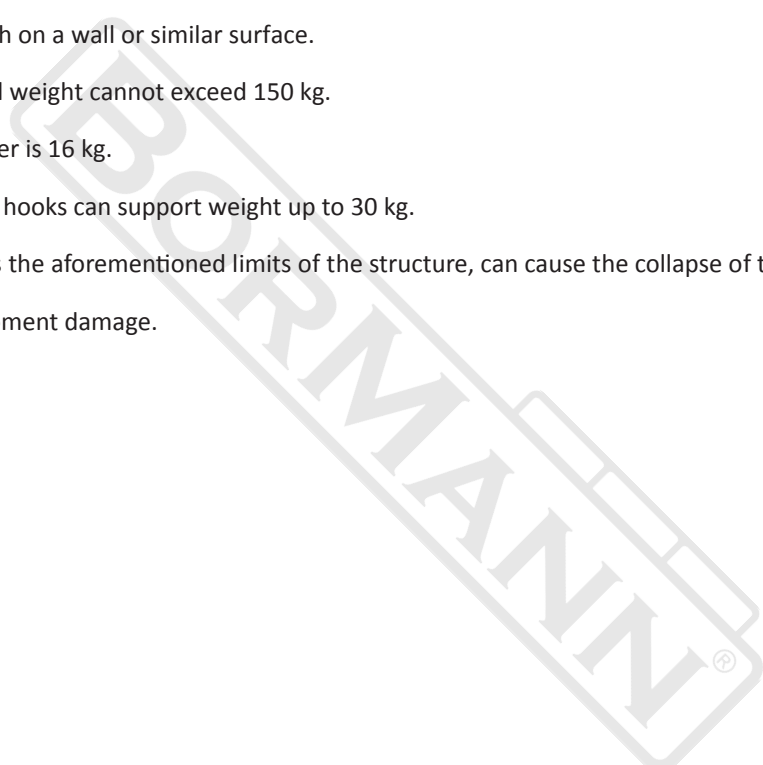 h on a wall or similar surface.
l weight cannot exceed 150 kg.
er is 16 kg.
hooks can support weight up to 30 kg.
s the aforementioned limits of the structure, can cause the collapse of t
ement damage.
BORMANN®